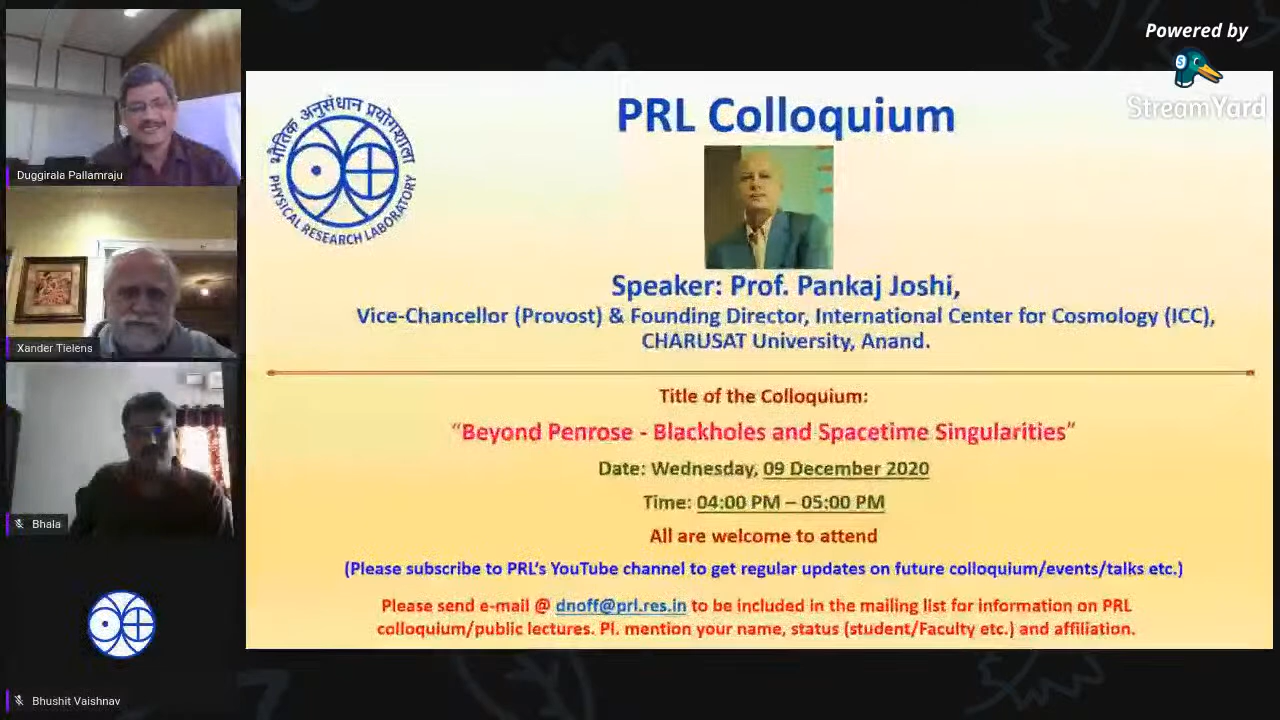 Powered by
StreamYard
Duggirala Pallamraju
Xander Tielens
Bhala
Bhushit Vaishnav
भौतिक अनुसंधान प्रयोगशाला
PHYSICAL RESEARCH LABORATORY
PRL Colloquium
Speaker: Prof. Pankaj Joshi,
Vice-Chancellor (Provost) & Founding Director, International Center for Cosmology (ICC),
CHARUSAT University, Anand.
Title of the Colloquium:
“Beyond Penrose - Blackholes and Spacetime Singularities”
Date: Wednesday, 09 December 2020
Time: 04:00 PM – 05:00 PM
All are welcome to attend
(Please subscribe to PRL’s YouTube channel to get regular updates on future colloquium/events/talks etc.)
Please send e-mail @ dnoff@prl.res.in to be included in the mailing list for information on PRL
colloquium/public lectures. Pl. mention your name, status (student/Faculty etc.) and affiliation.